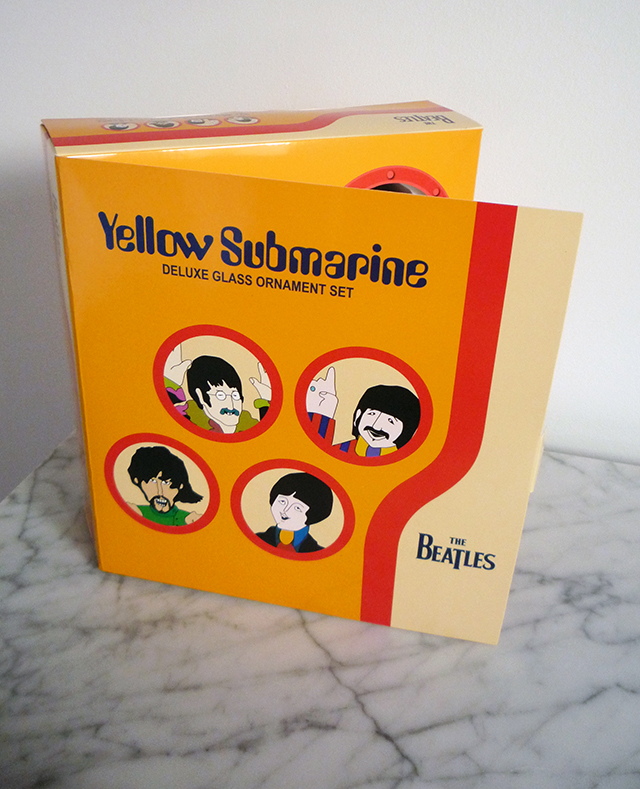 THE
BEATLES
Yellow Submarine
DELUXE GLASS ORNAMENT SET
THE
BEATLES